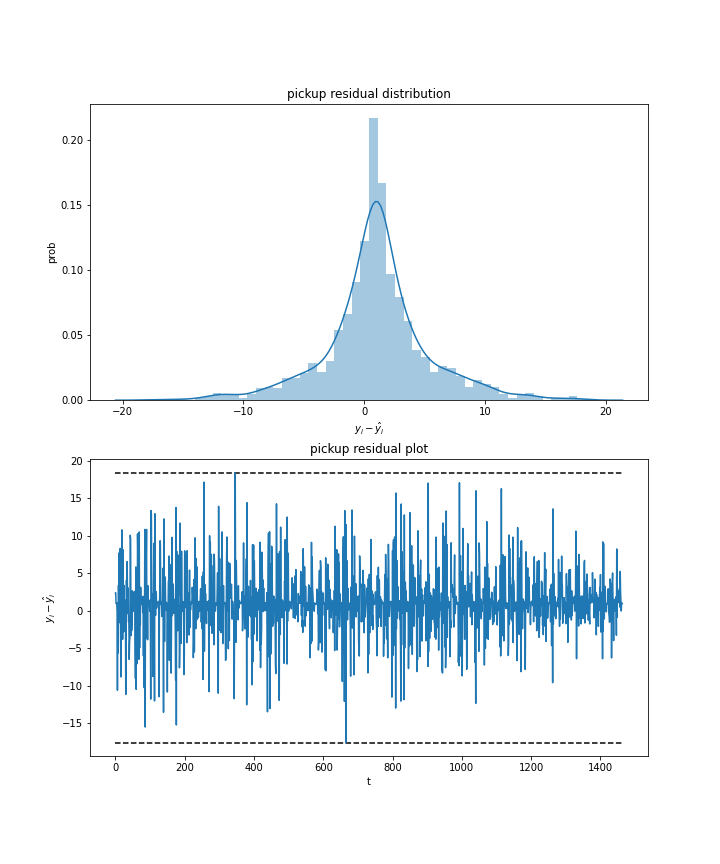 pickup residual distribution
0.20
0.15
0.10
0.05
0.00
prob
−20 −10 0 10 20
$y_i - \hat{y}_i$
pickup residual plot
20
15
10
5
0
−5
−10
−15
$y_i - \hat{y}_i$
0 200 400 600 800 1000 1200 1400
t